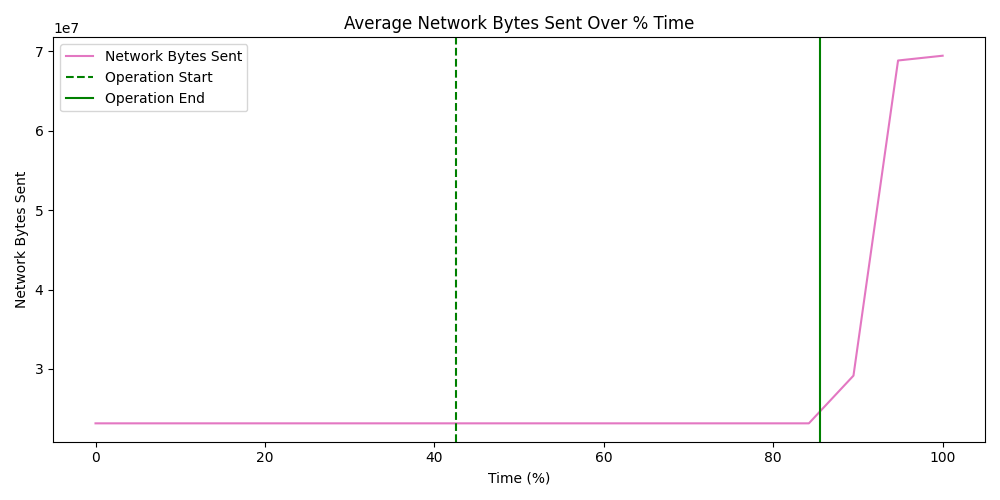 Average Network Bytes Sent Over % Time
1e7
Network Bytes Sent
Operation Start
Operation End
7
6
5
4
3
Network Bytes Sent
0 20 40 60 80 100
Time (%)